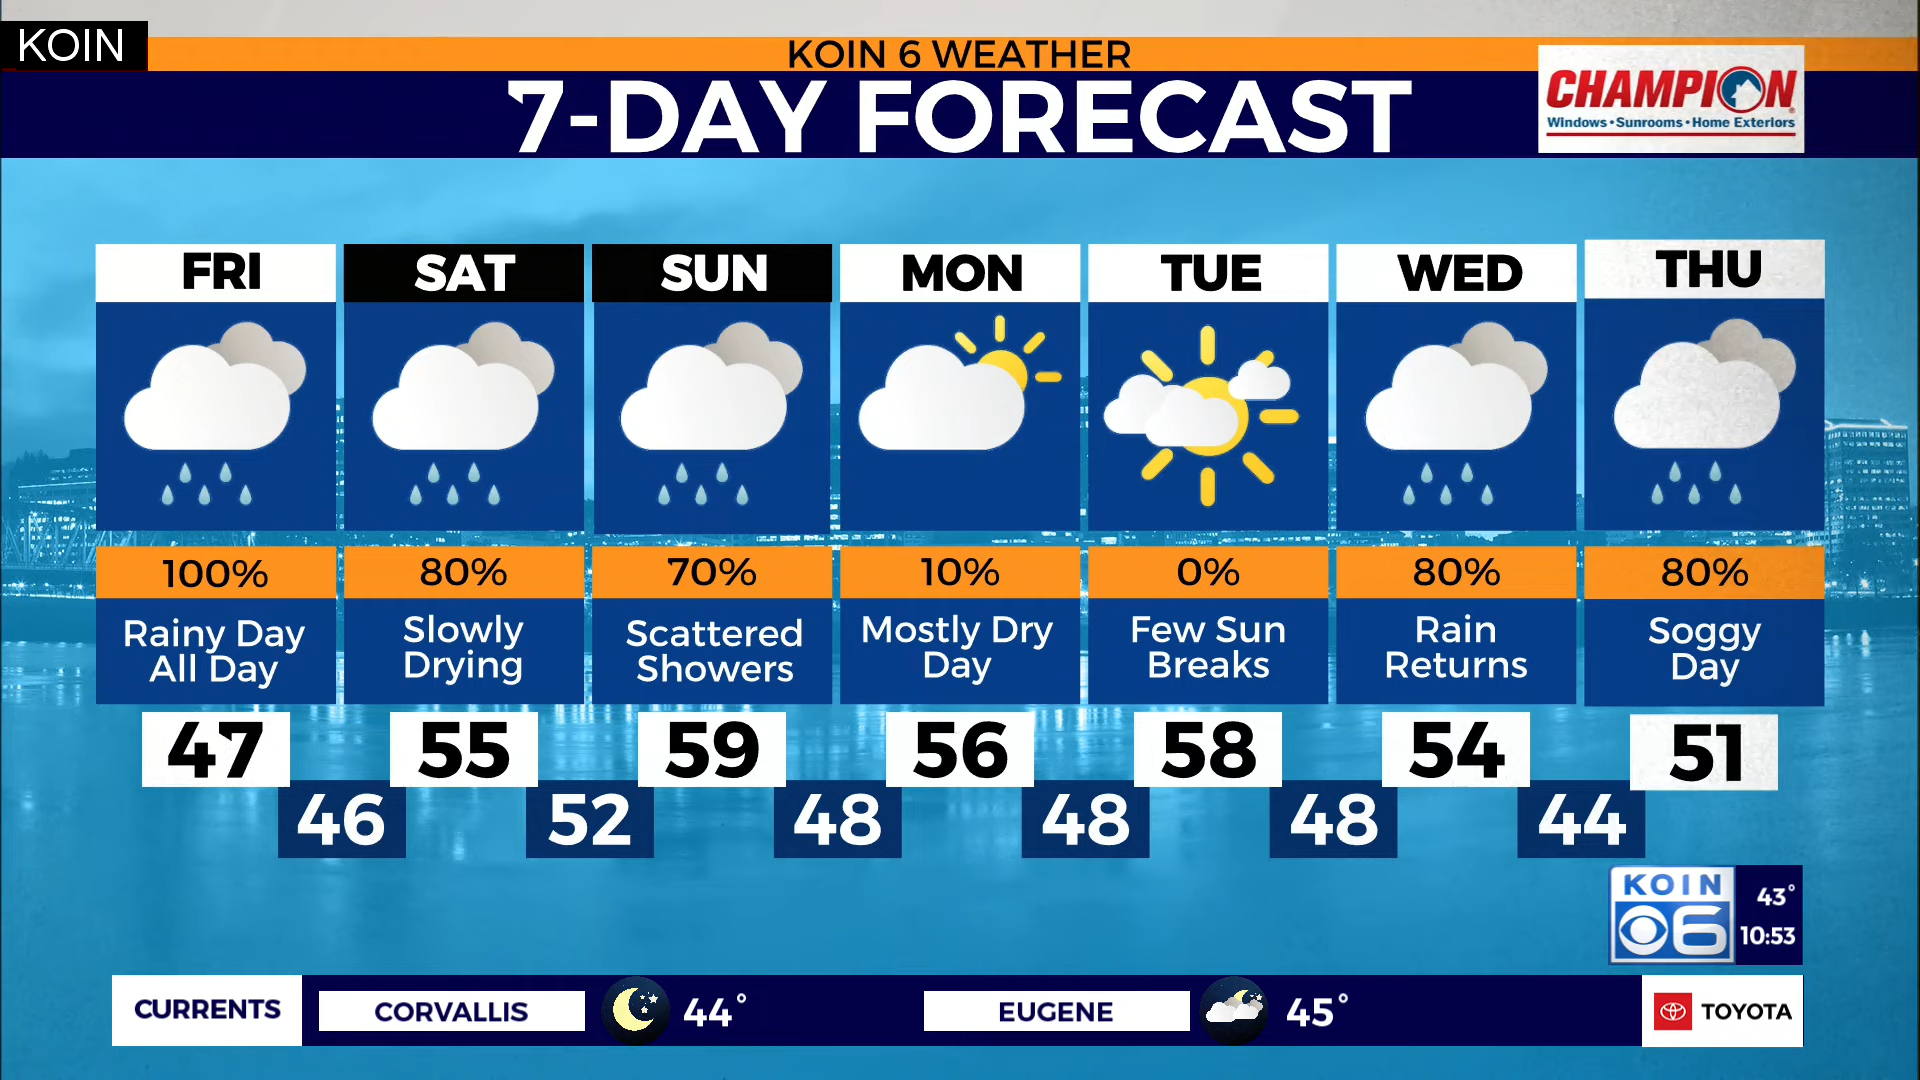 KOIN
KOIN 6 WEATHER
7-DAY FORECAST
CHAMPION®
Windows • Sunrooms • Home Exteriors
FRI
SAT
SUN
MON
TUE
WED
THU
100%
80%
70%
10%
0%
80%
80%
Rainy Day
All Day
Slowly
Drying
Scattered
Showers
Mostly Dry
Day
Few Sun
Breaks
Rain
Returns
Soggy
Day
47
55
59
56
58
54
51
46
52
48
48
48
44
KOIN
6
43°
10:53
CURRENTS
CORVALLIS
44°
EUGENE
45°
TOYOTA